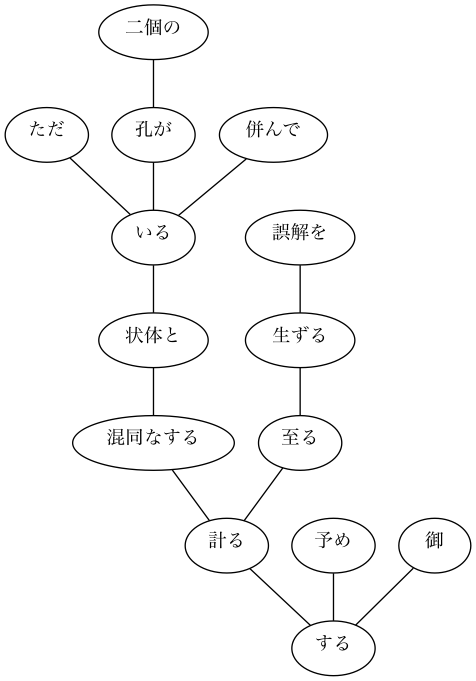 二個の
ただ
孔が
併んで
いる
誤解を
状体と
生ずる
混同なする
至る
計る
予め
御
する